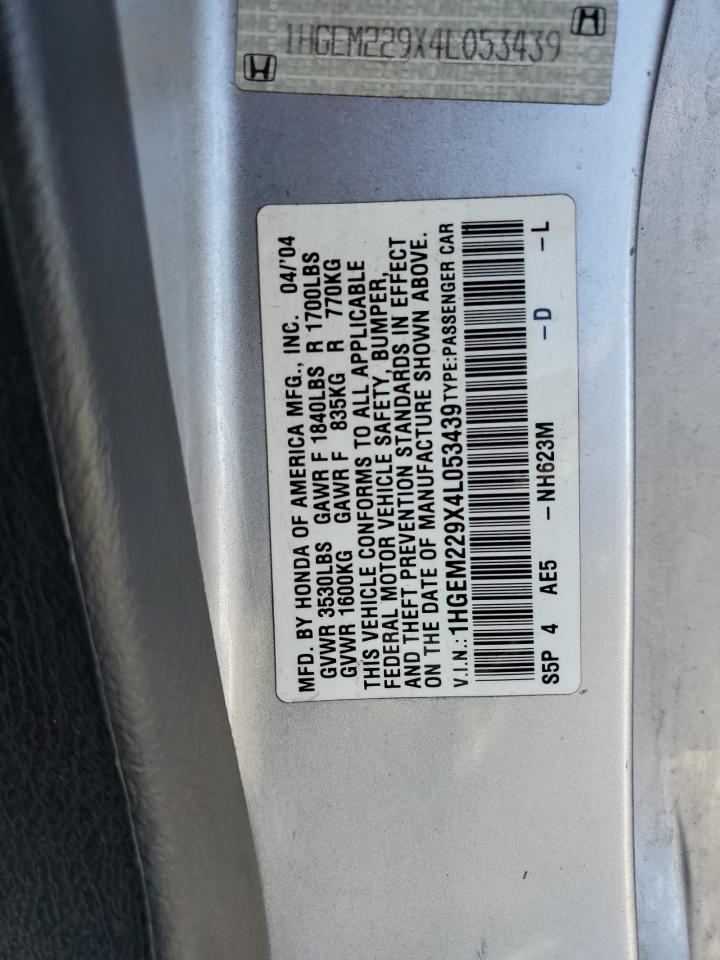 1HGEM229X4L053439
MFD. BY HONDA OF AMERICA MFG., INC. 04/'04
GVWR 3530LBS GAWR F 1840LBS R 1700LBS
GVWR 1600KG GAWR F 835KG R 770KG
THIS VEHICLE CONFORMS TO ALL APPLICABLE
FEDERAL MOTOR VEHICLE SAFETY, BUMPER,
AND THEFT PREVENTION STANDARDS IN EFFECT
ON THE DATE OF MANUFACTURE SHOWN ABOVE.
V.I.N.: 1HGEM229X4L053439 TYPE:PASSENGER CAR
S5P 4 AE5 -NH623M -D -L